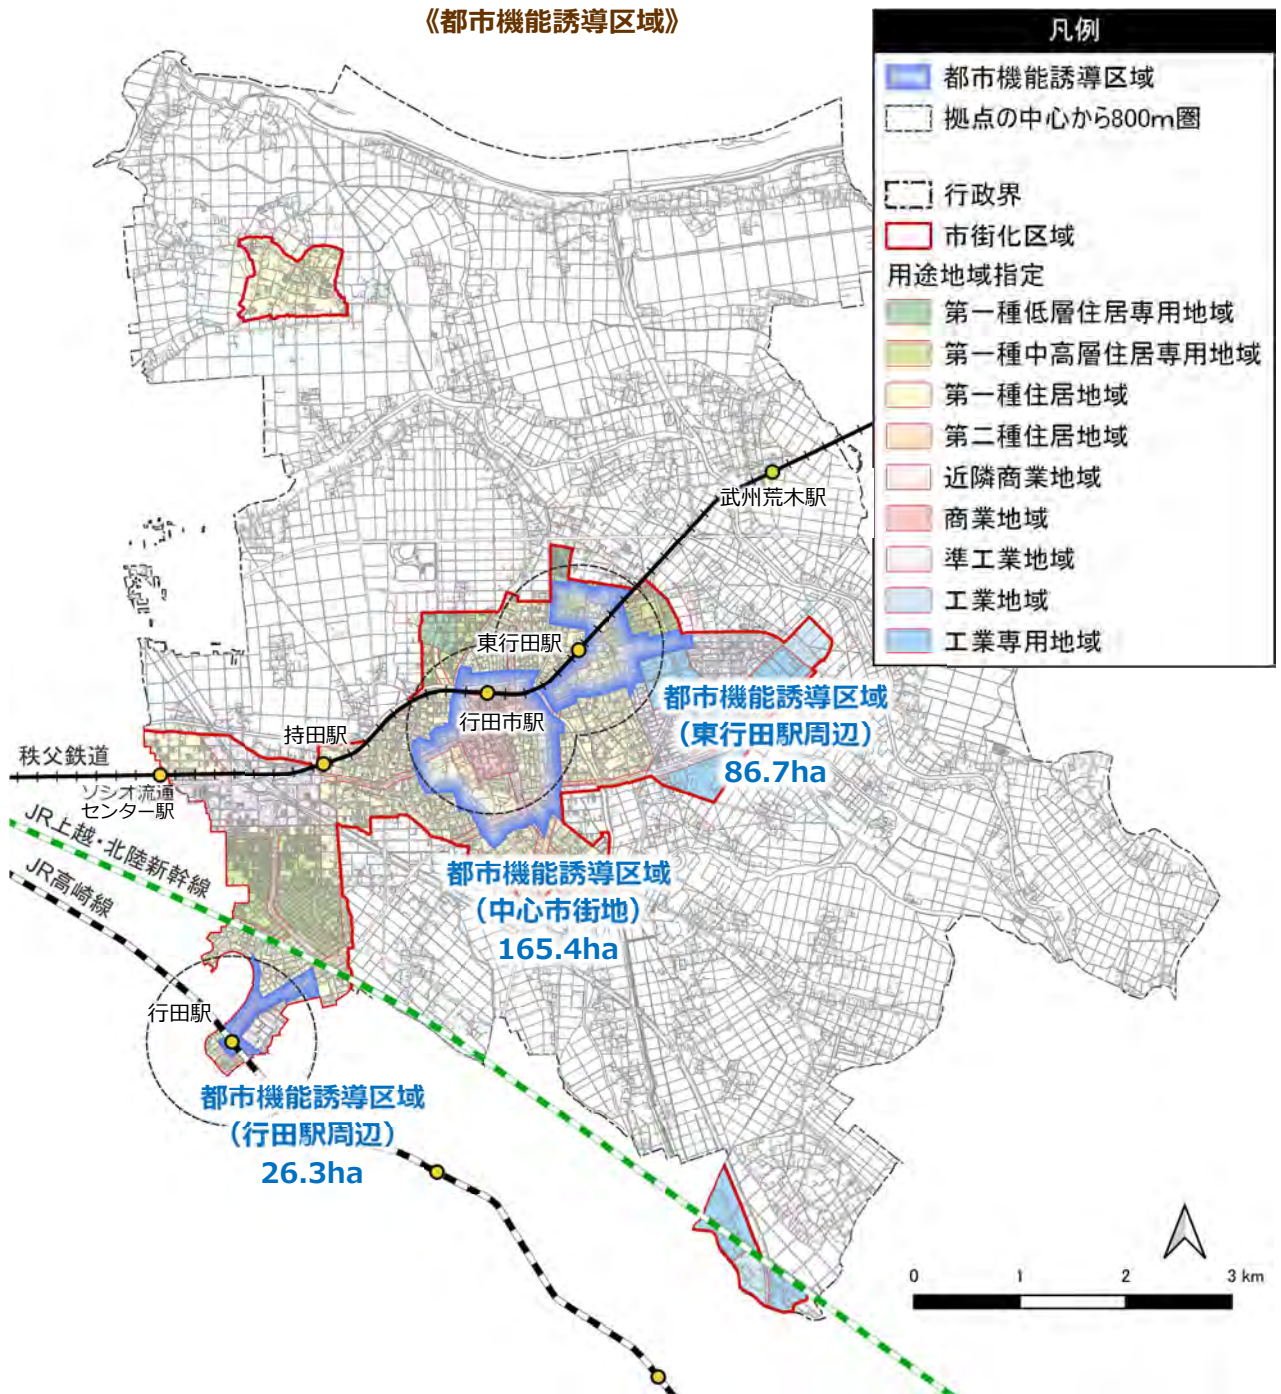 《都市機能誘導区域》
凡例
都市機能誘導区域
拠点の中心から800m圏
行政界
市街化区域
用途地域指定
第一種低層住居専用地域
第一種中高層住居専用地域
第一種住居地域
第二種住居地域
近隣商業地域
商業地域
準工業地域
工業地域
工業専用地域
武州荒木駅
東行田駅
行田市駅
持田駅
秩父鉄道
ソシオ流通
センター駅
都市機能誘導区域
（東行田駅周辺）
86.7ha
JR上越・北陸新幹線
JR高崎線
都市機能誘導区域
（中心市街地）
165.4ha
行田駅
都市機能誘導区域
（行田駅周辺）
26.3ha
0 1 2 3 km